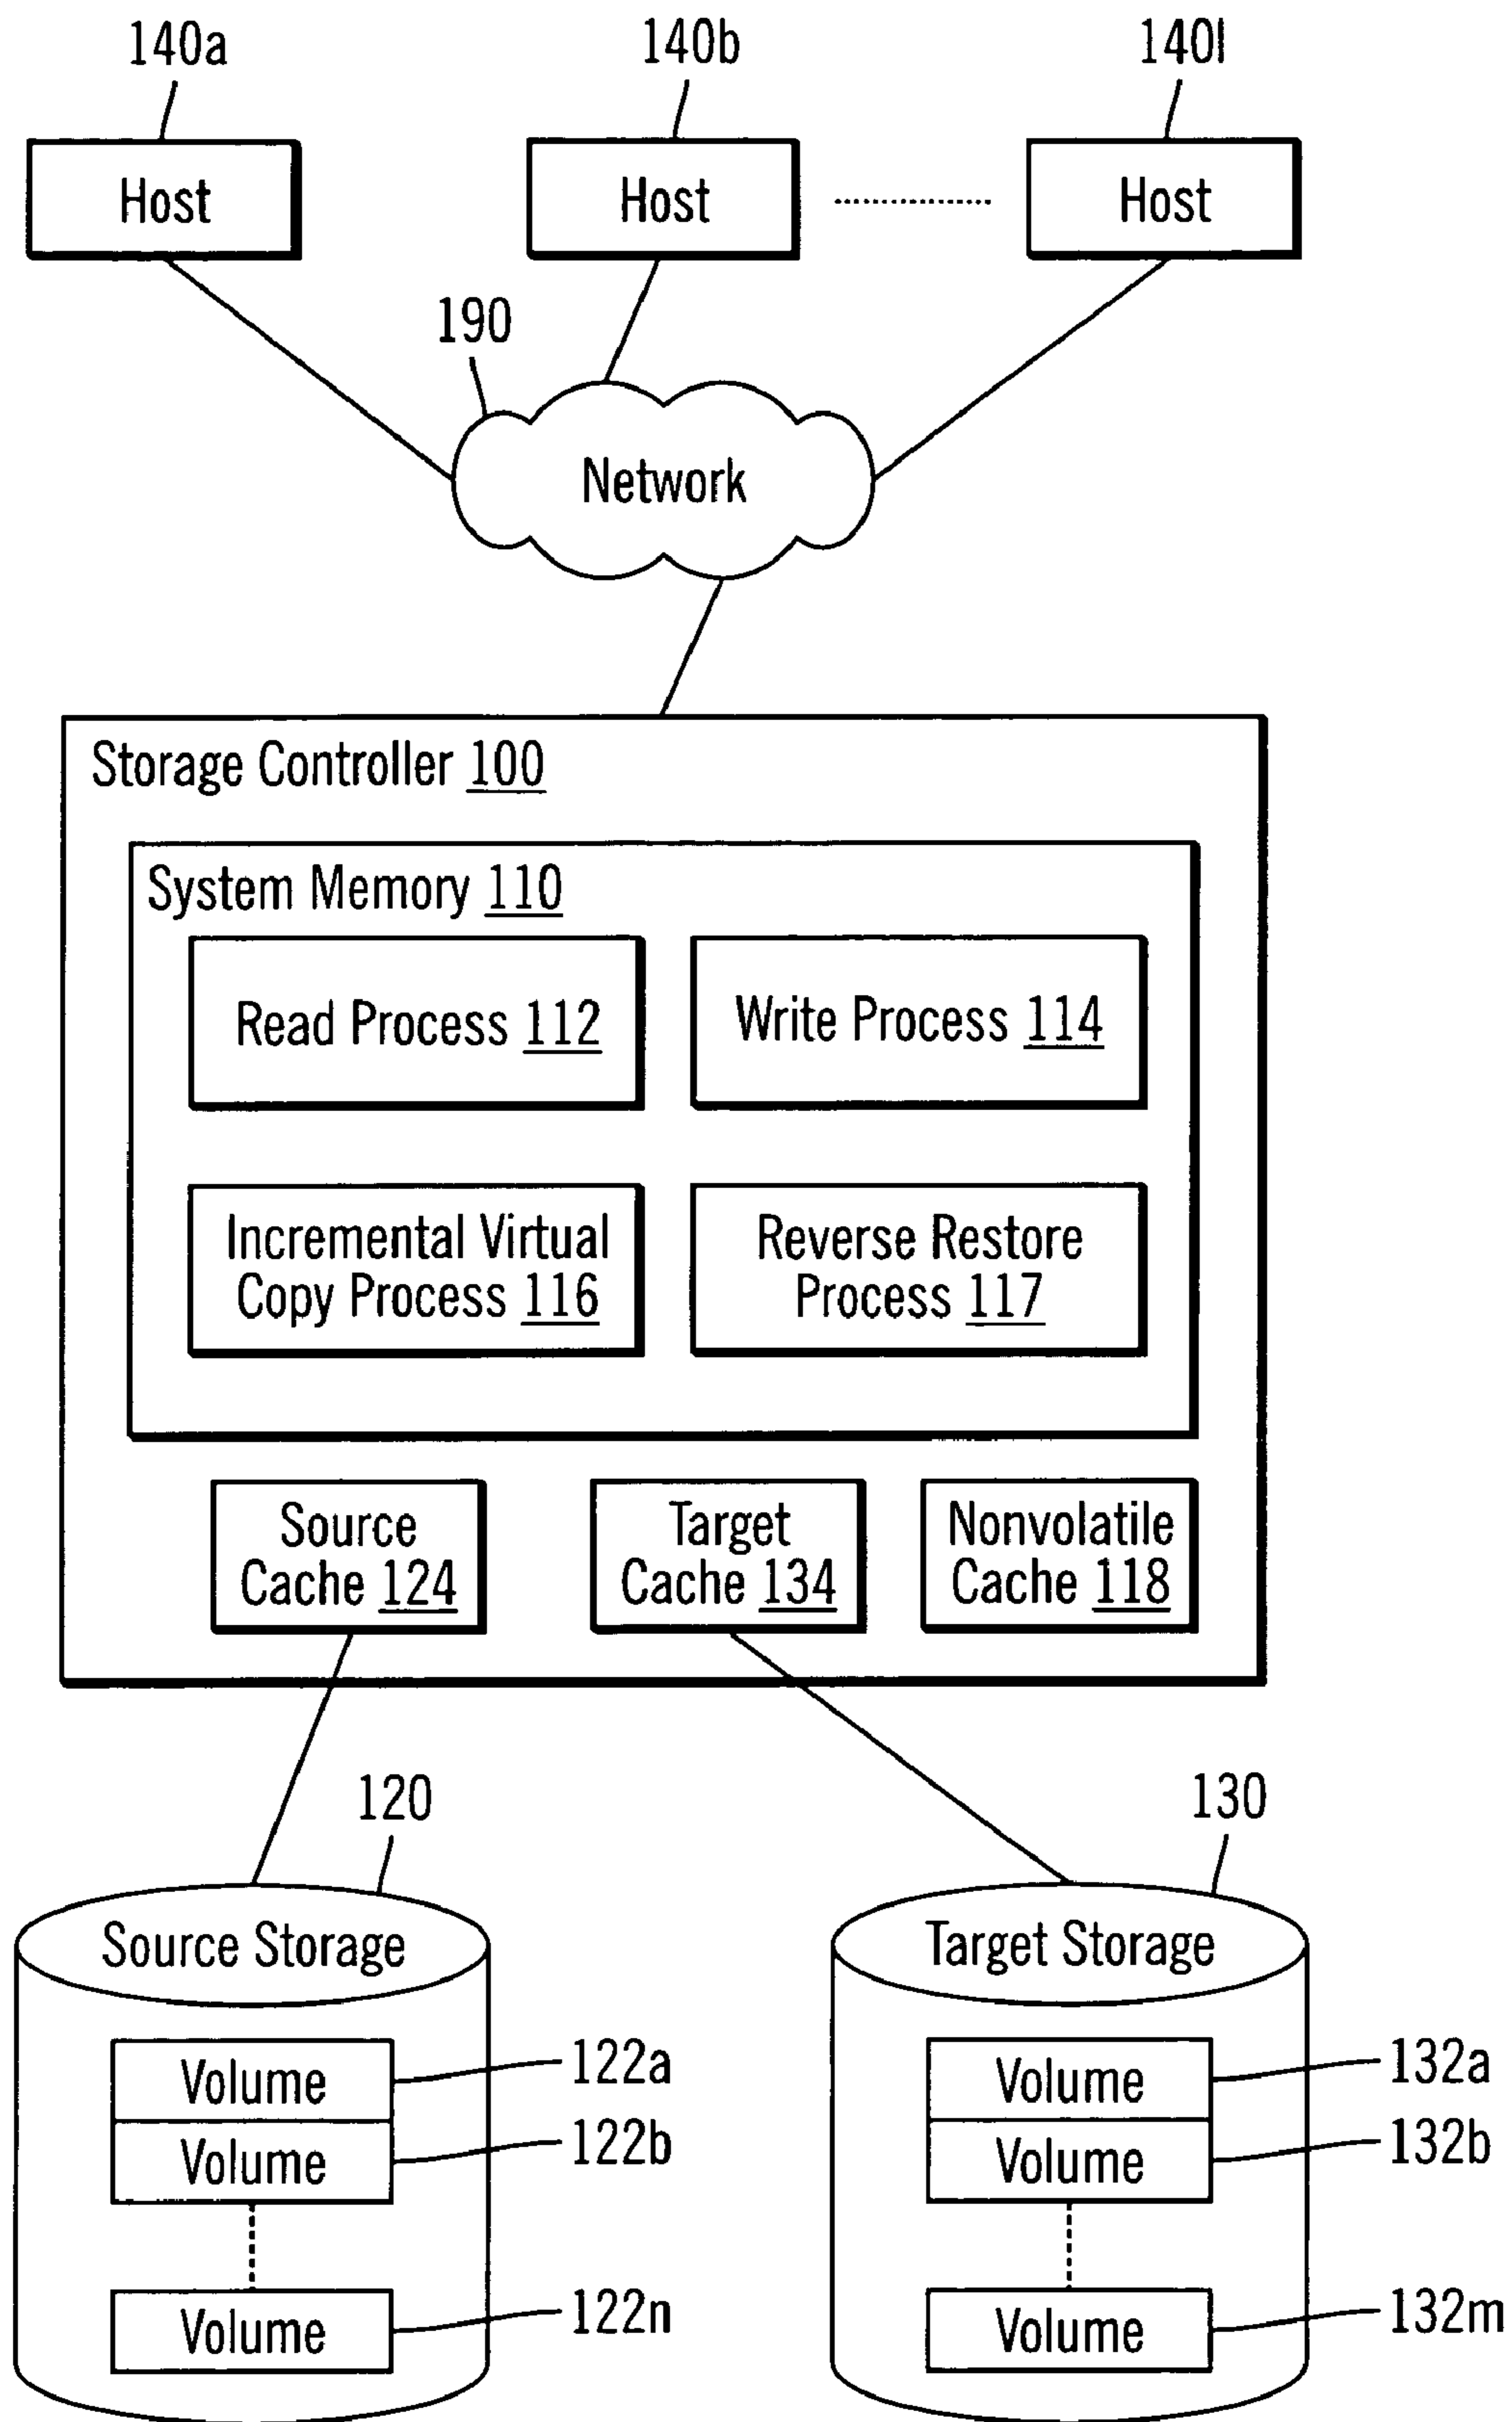 140a 140b 140l
Host Host Host
190
Network
Storage Controller 100
System Memory 110
Read Process 112
Write Process 114
Incremental Virtual
Copy Process 116
Reverse Restore
Process 117
Source
Cache 124
Target
Cache 134
Nonvolatile
Cache 118
120
130
Source Storage
Target Storage
Volume 122a
Volume 122b
Volume 122n
Volume 132a
Volume 132b
Volume 132m